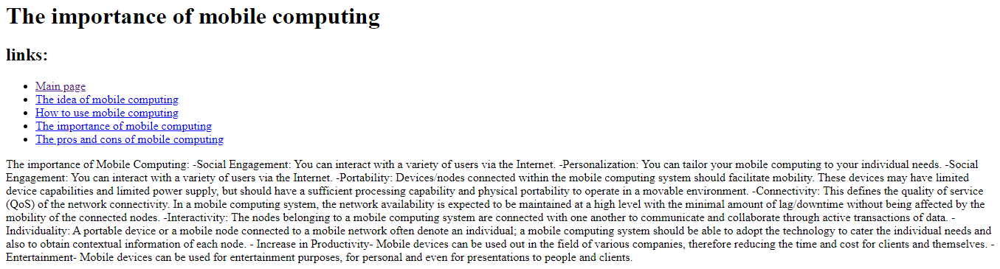 The importance of mobile computing
links:
Main page
The idea of mobile computing
How to use mobile computing
The importance of mobile computing
The pros and cons of mobile computing
The importance of Mobile Computing: -Social Engagement: You can interact with a variety of users via the Internet. -Personalization: You can tailor your mobile computing to your individual needs. -Social
Engagement: You can interact with a variety of users via the Internet. -Portability: Devices/nodes connected within the mobile computing system should facilitate mobility. These devices may have limited
device capabilities and limited power supply, but should have a sufficient processing capability and physical portability to operate in a movable environment. -Connectivity: This defines the quality of service
(QoS) of the network connectivity. In a mobile computing system, the network availability is expected to be maintained at a high level with the minimal amount of lag/downtime without being affected by the
mobility of the connected nodes. -Interactivity: The nodes belonging to a mobile computing system are connected with one another to communicate and collaborate through active transactions of data. -
Individuality: A portable device or a mobile node connected to a mobile network often denote an individual; a mobile computing system should be able to adopt the technology to cater the individual needs and
also to obtain contextual information of each node. - Increase in Productivity- Mobile devices can be used out in the field of various companies, therefore reducing the time and cost for clients and themselves. -
Entertainment- Mobile devices can be used for entertainment purposes, for personal and even for presentations to people and clients.